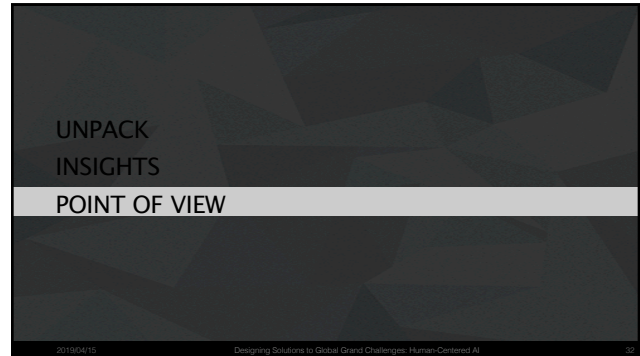 UNPACK
INSIGHTS
POINT OF VIEW
2019/04/15
Designing Solutions to Global Grand Challenges: Human-Centered AI
32